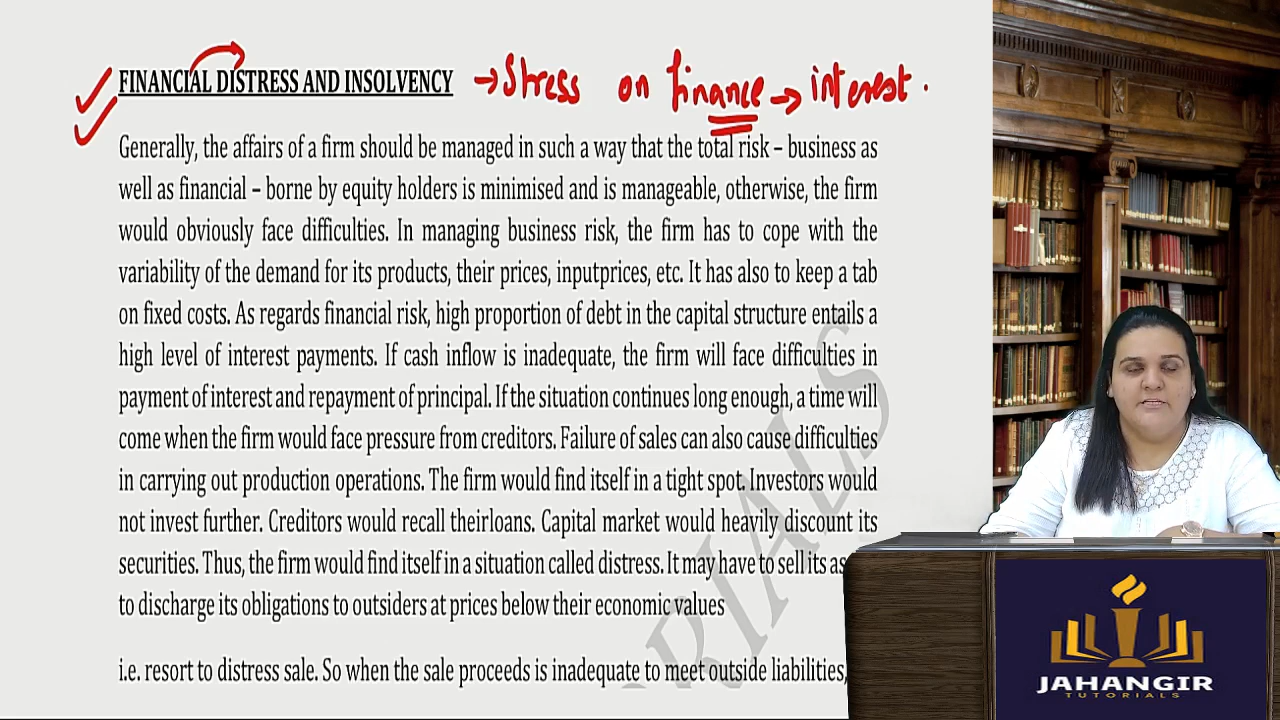 FINANCIAL DISTRESS AND INSOLVENCY → Stress on finance → interest.
Generally, the affairs of a firm should be managed in such a way that the total risk – business as
well as financial – borne by equity holders is minimised and is manageable, otherwise, the firm
would obviously face difficulties. In managing business risk, the firm has to cope with the
variability of the demand for its products, their prices, inputprices, etc. It has also to keep a tab
on fixed costs. As regards financial risk, high proportion of debt in the capital structure entails a
high level of interest payments. If cash inflow is inadequate, the firm will face difficulties in
payment of interest and repayment of principal. If the situation continues long enough, a time will
come when the firm would face pressure from creditors. Failure of sales can also cause difficulties
in carrying out production operations. The firm would find itself in a tight spot. Investors would
not invest further. Creditors would recall theirloans. Capital market would heavily discount its
securities. Thus, the firm would find itself in a situation called distress. It may have to sell its as
to discharge its obligations to outsiders at prices below their economic values
i.e. resort to distress sale. So when the sale proceeds is inadequate to meet outside liabilities,
RIALS
JAHANGIR
TUTORIALS